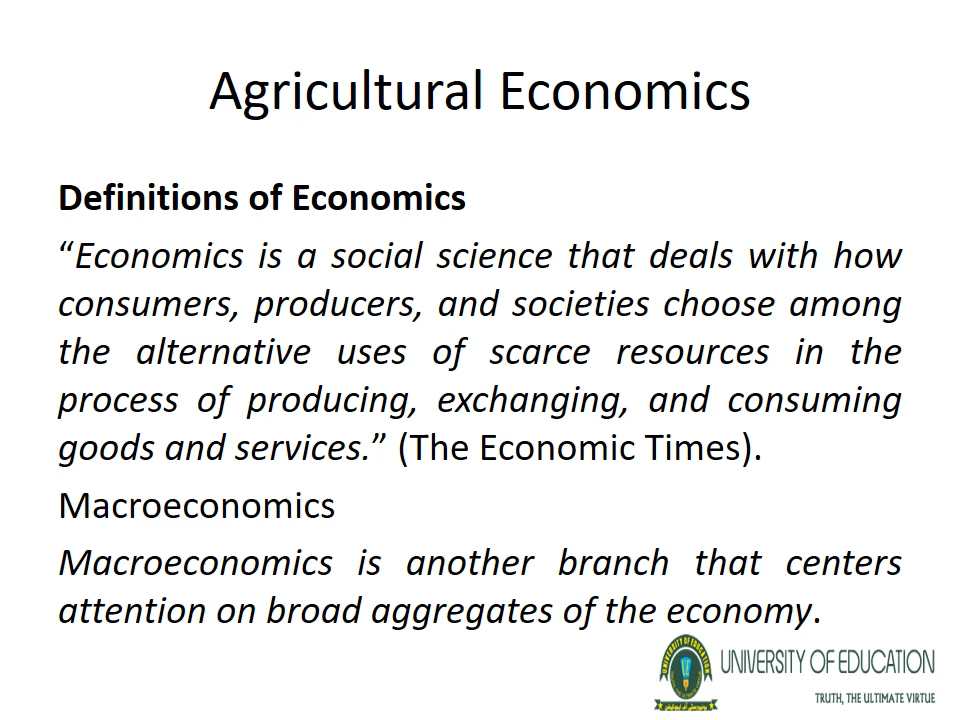 Agricultural Economics
Definitions of Economics
“Economics is a social science that deals with how
consumers, producers, and societies choose among
the alternative uses of scarce resources in the
process of producing, exchanging, and consuming
goods and services.” (The Economic Times).
Macroeconomics
Macroeconomics is another branch that centers
attention on broad aggregates of the economy.
UNIVERSITY OF EDUCATION
TRUTH, THE ULTIMATE VIRTUE